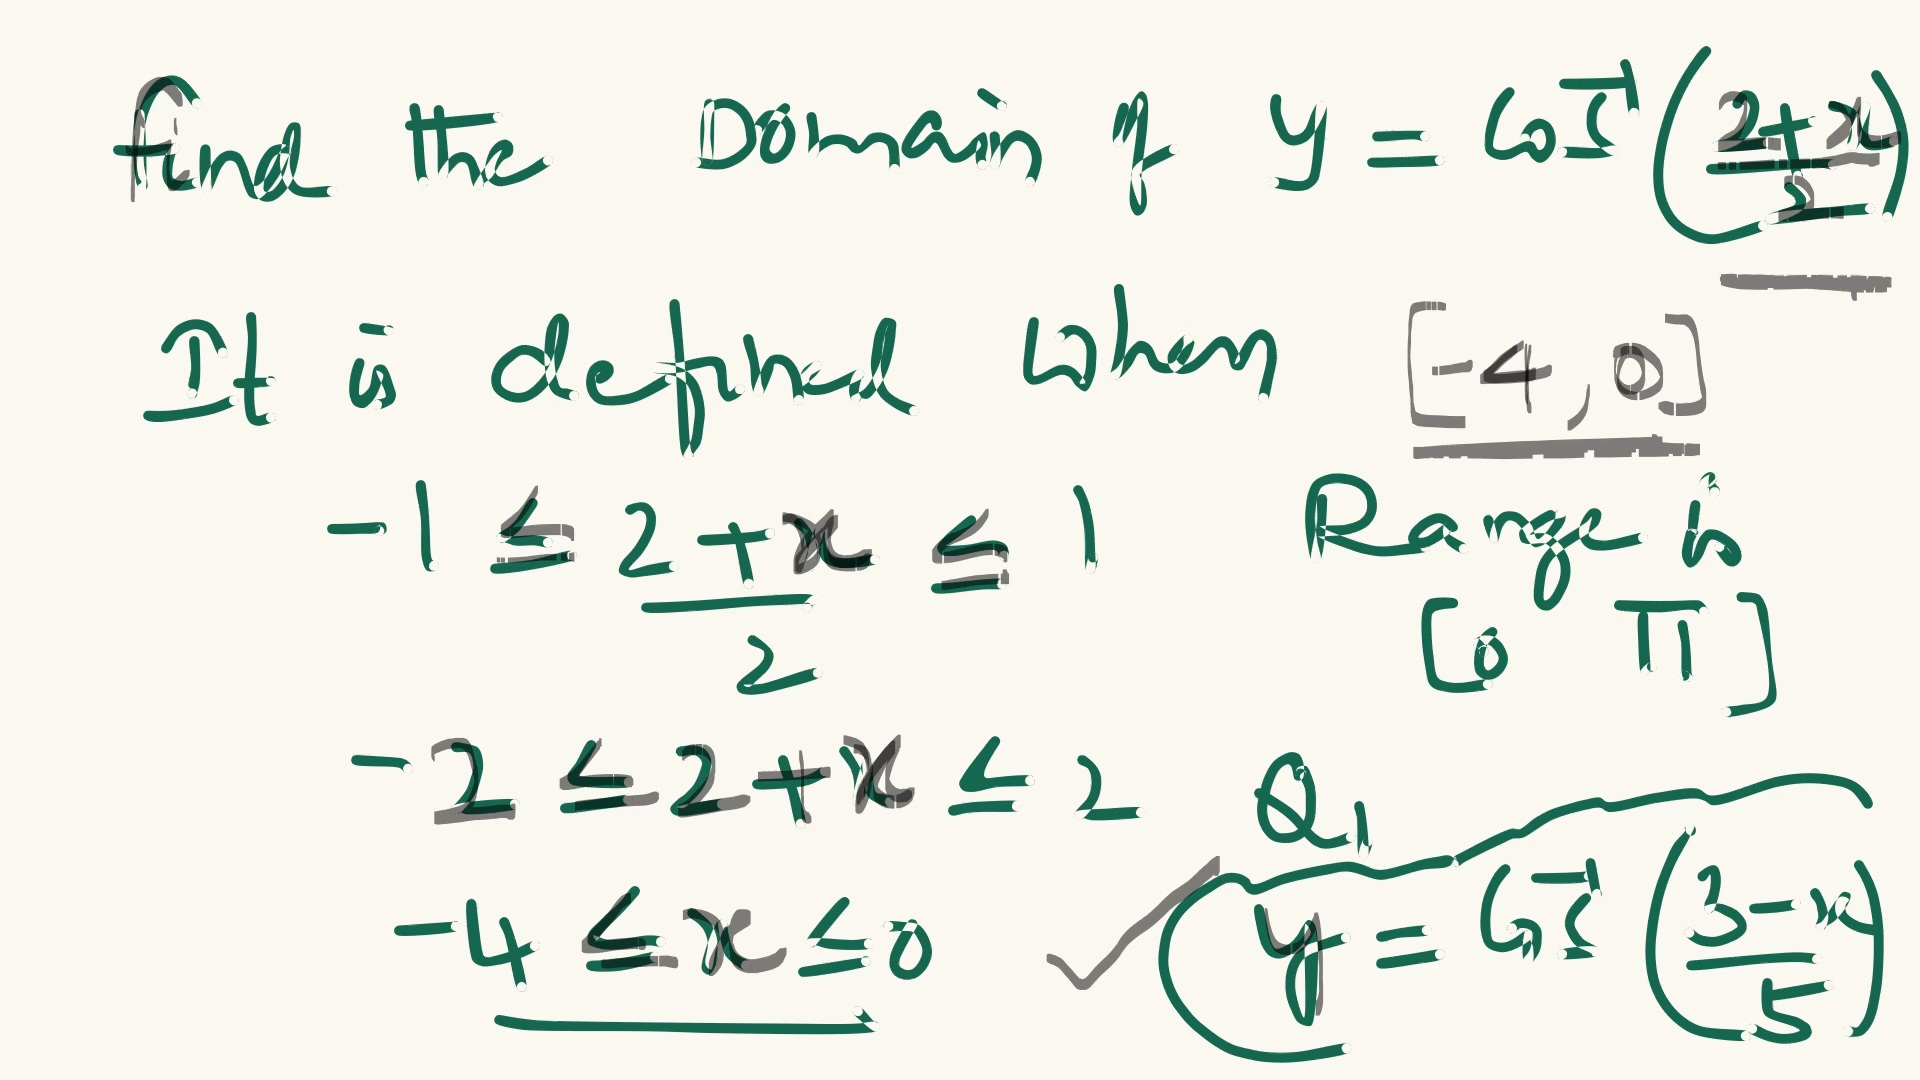 find the Domain of y = Cos⁻¹ (2+x / 2)
It is defined when [-4, 0]
-1 ≤ 2+x / 2 ≤ 1
Range is
[0 π]
-2 ≤ 2+x ≤ 2
-4 ≤ x ≤ 0
Q1
y = Cos⁻¹ (3-x / 5)